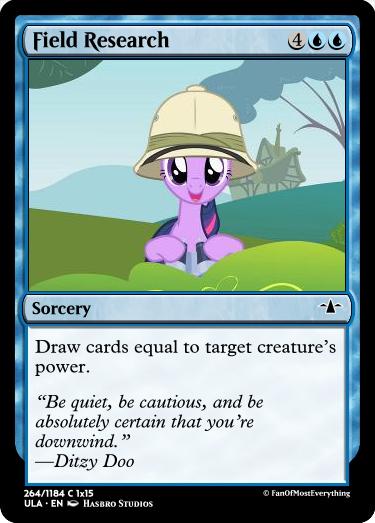 Field Research 4
Sorcery
Draw cards equal to target creature's
power.
“Be quiet, be cautious, and be
absolutely certain that you’re
downwind.”
—Ditzy Doo
264/1184 C 1x15
ULA · EN Hasbro Studios
© FanOfMostEverything